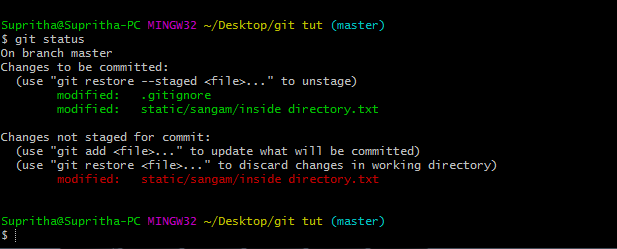 Supritha@Supritha-PC MINGW32 ~/Desktop/git tut (master)
$ git status
On branch master
Changes to be committed:
  (use "git restore --staged <file>..." to unstage)
        modified:   .gitignore
        modified:   static/sangam/inside directory.txt

Changes not staged for commit:
  (use "git add <file>..." to update what will be committed)
  (use "git restore <file>..." to discard changes in working directory)
        modified:   static/sangam/inside directory.txt

Supritha@Supritha-PC MINGW32 ~/Desktop/git tut (master)
$